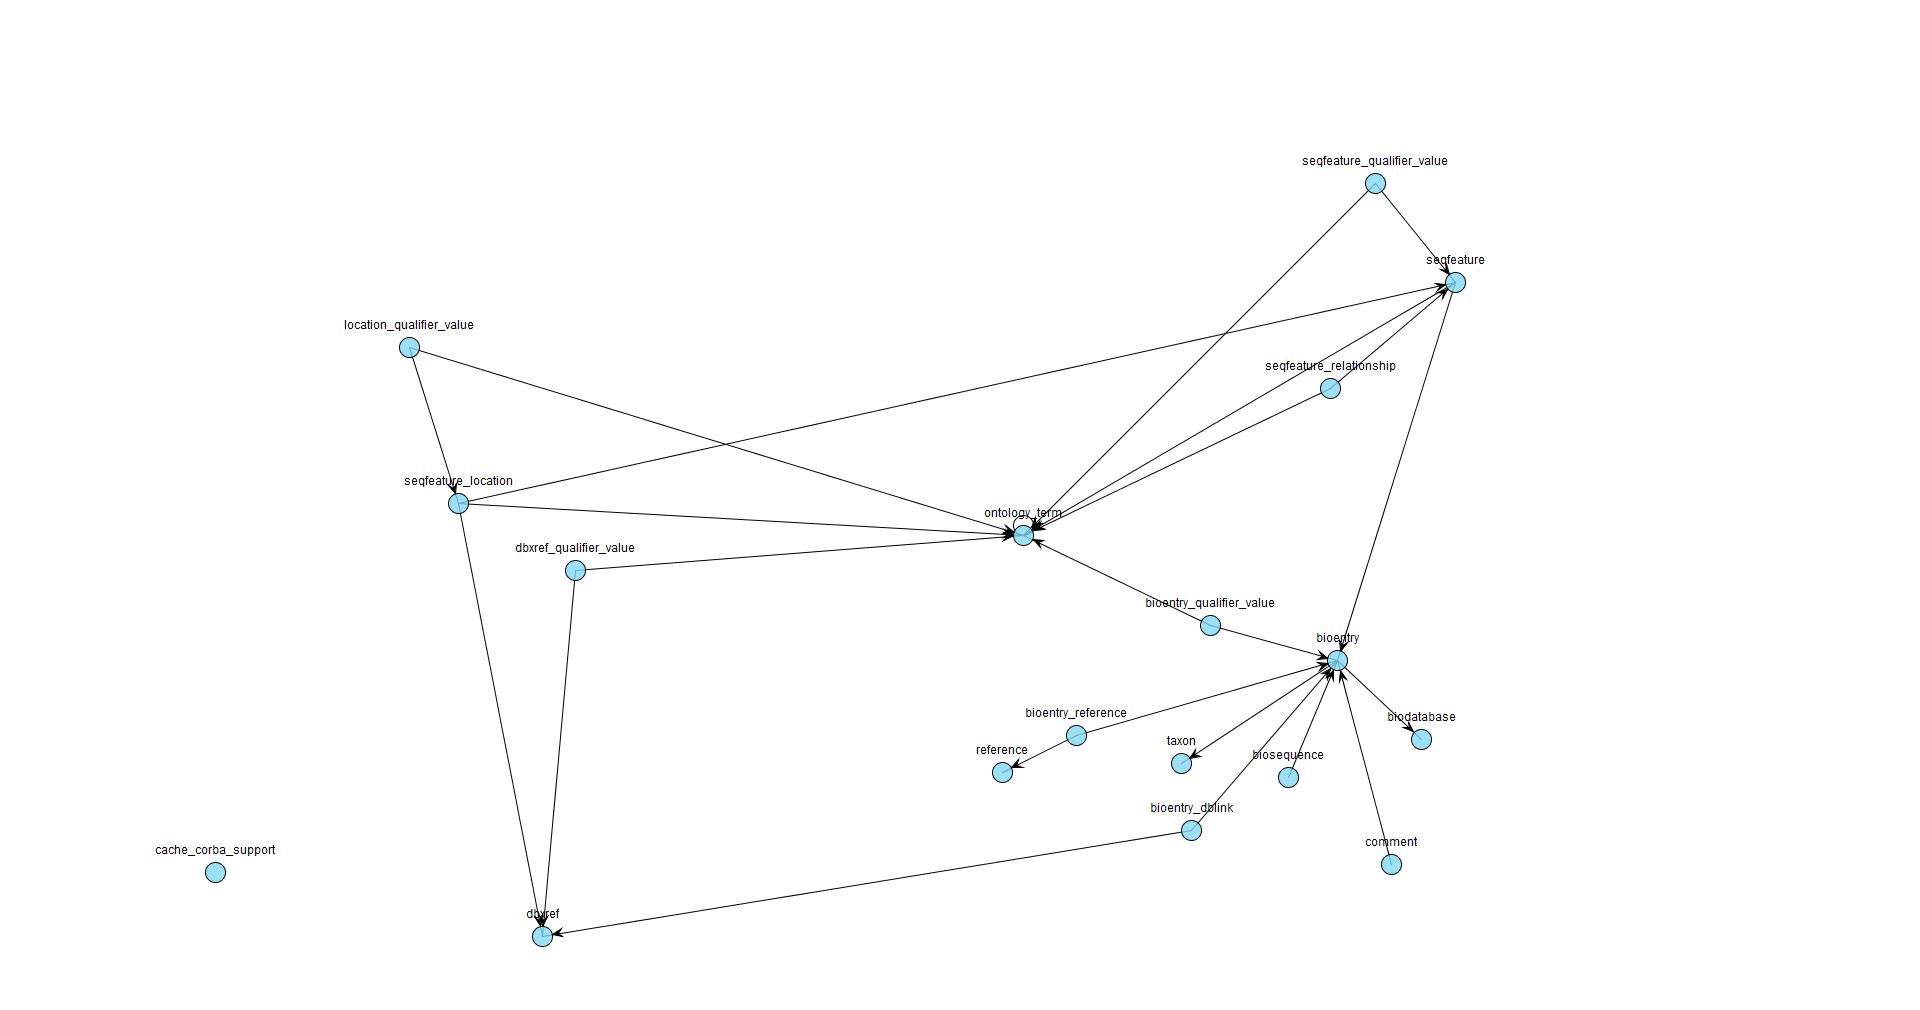 seqfeature_qualifier_value
seqfeature
location_qualifier_value
seqfeature_relationship
seqfeature_location
ontology_term
dbxref_qualifier_value
bioentry_qualifier_value
bioentry
bioentry_reference
biodatabase
taxon
reference
biosequence
bioentry_dblink
comment
cache_corba_support
dbxref